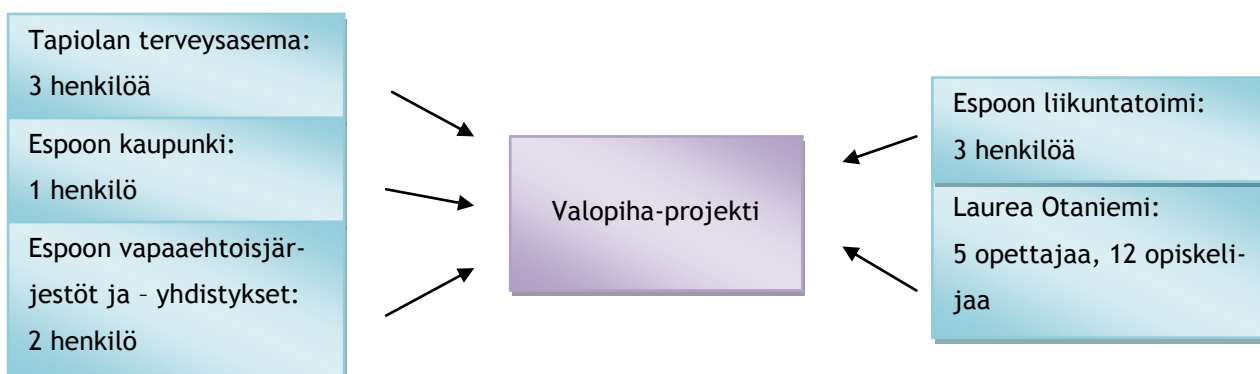 Tapiolan terveysasema:
3 henkilöä
Espoon kaupunki:
1 henkilö
Espoon vapaaehtoisjär-
jestöt ja – yhdistykset:
2 henkilö
Valopiha-projekti
Espoon liikuntatoimi:
3 henkilöä
Laurea Otaniemi:
5 opettajaa, 12 opiskeli-
jaa